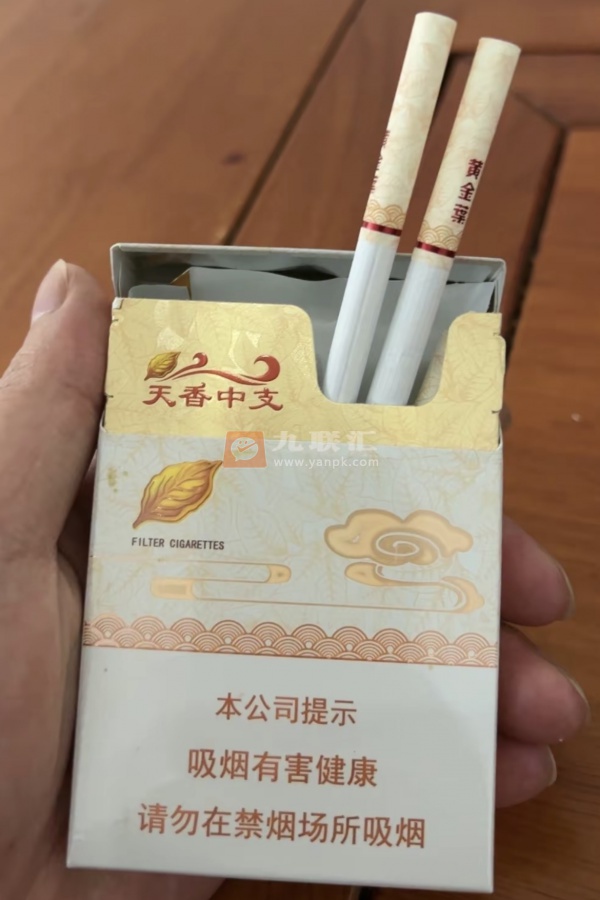 黄金葉
天香中支
九联汇
www.yanpk.com
FILTER CIGARETTES
本公司提示
吸烟有害健康
请勿在禁烟场所吸烟